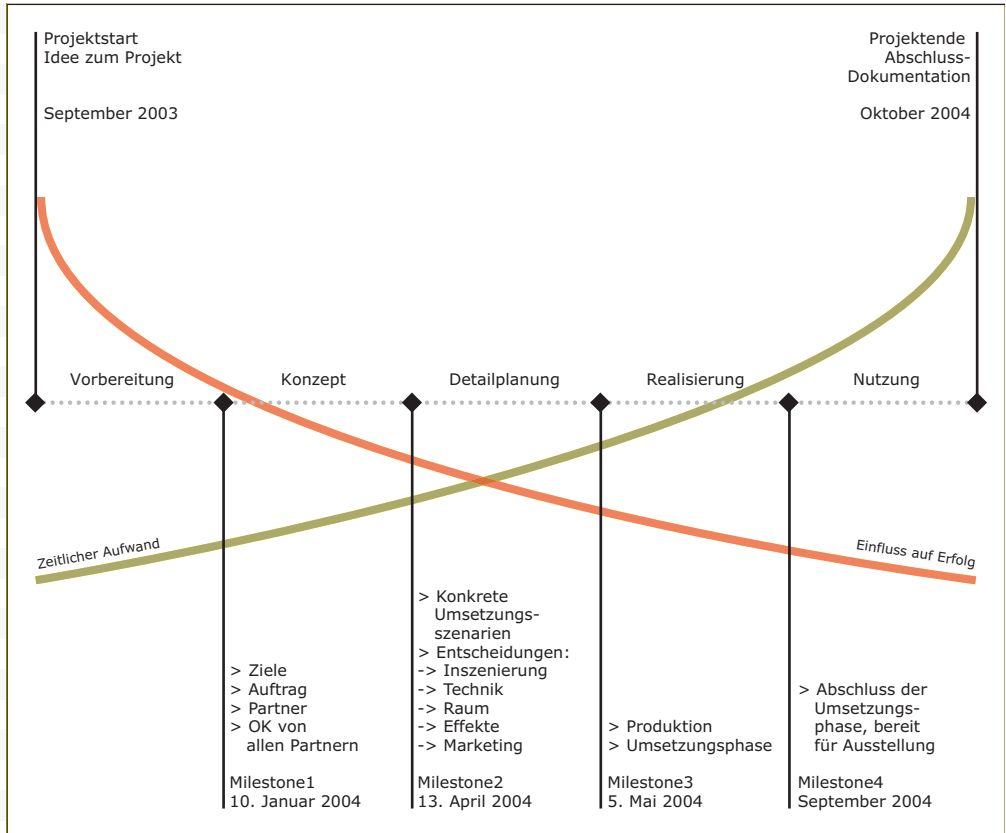 Projektstart
Idee zum Projekt
September 2003
Projektende
Abschluss-
Dokumentation
Oktober 2004
Vorbereitung
Konzept
Detailplanung
Realisierung
Nutzung
Zeitlicher Aufwand
Einfluss auf Erfolg
> Ziele
> Auftrag
> Partner
> OK von
allen Partnern
Milestone1
10. Januar 2004
> Konkrete
Umsetzungs-
szenarien
> Entscheidungen:
-> Inszenierung
-> Technik
-> Raum
-> Effekte
-> Marketing
Milestone2
13. April 2004
> Produktion
> Umsetzungsphase
Milestone3
5. Mai 2004
> Abschluss der
Umsetzungs-
phase, bereit
für Ausstellung
Milestone4
September 2004